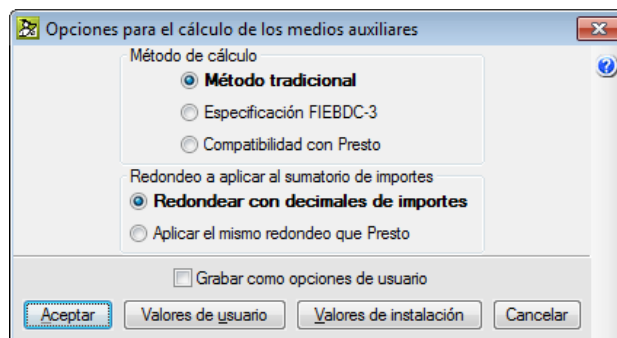 Opciones para el cálculo de los medios auxiliares
Método de cálculo
Método tradicional
Especificación FIEBDC-3
Compatibilidad con Presto
Redondeo a aplicar al sumatorio de importes
Redondear con decimales de importes
Aplicar el mismo redondeo que Presto
Grabar como opciones de usuario
Aceptar Valores de usuario Valores de instalación Cancelar